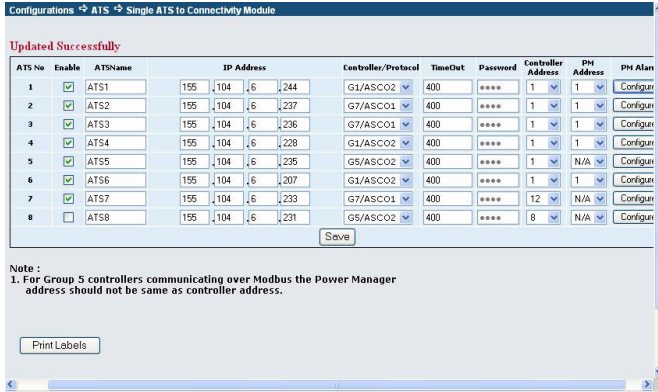 Configurations ATS Single ATS to Connectivity Module
Updated Successfully
ATS No Enable ATSName IP Address Controller/Protocol TimeOut Password Controller Address PM Address PM Alarm
1 ATS1 155 .104 .6 .244 G1/ASCO2 400 •••• 1 1 Configure
2 ATS2 155 .104 .6 .237 G7/ASCO1 400 •••• 1 1 Configure
3 ATS3 155 .104 .6 .236 G7/ASCO1 400 •••• 1 1 Configure
4 ATS4 155 .104 .6 .228 G1/ASCO2 400 •••• 1 1 Configure
5 ATS5 155 .104 .6 .235 G5/ASCO2 400 •••• 1 N/A Configure
6 ATS6 155 .104 .6 .207 G1/ASCO2 400 •••• 1 1 Configure
7 ATS7 155 .104 .6 .233 G7/ASCO1 400 •••• 12 N/A Configure
8 ATS8 155 .104 .6 .231 G5/ASCO2 400 •••• 8 N/A Configure
Save
Note :
1. For Group 5 controllers communicating over Modbus the Power Manager
address should not be same as controller address.
Print Labels